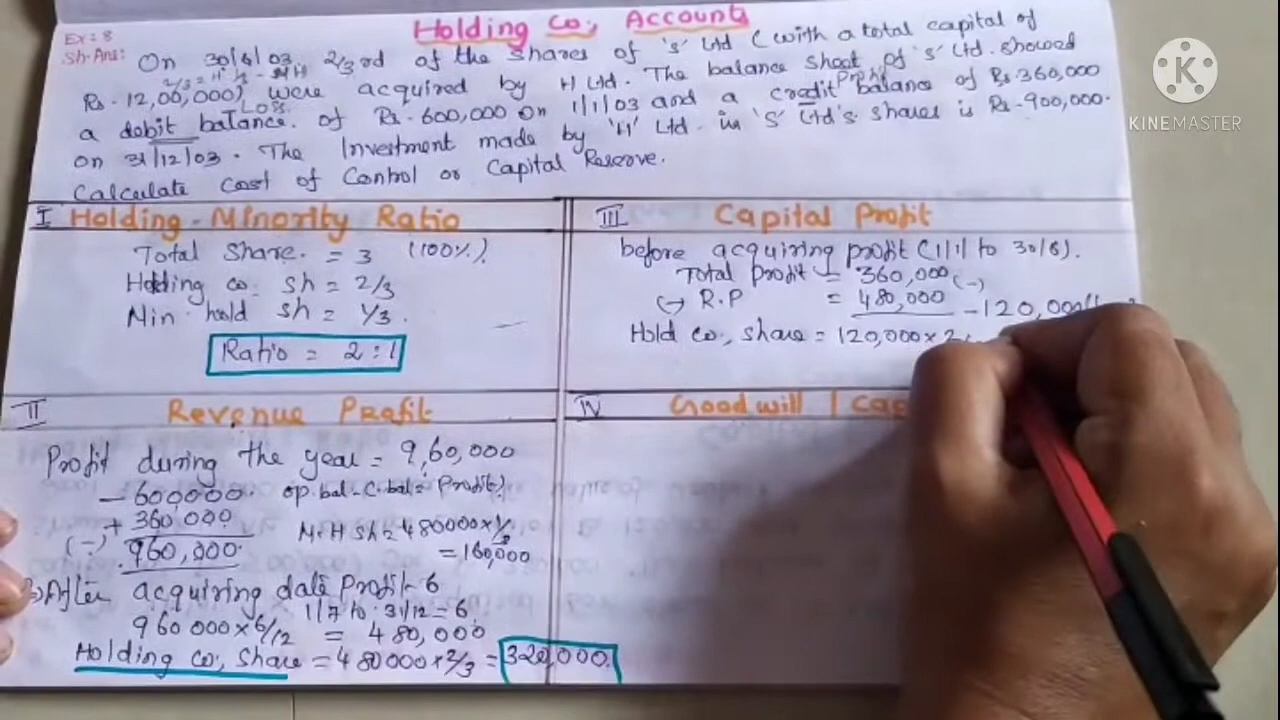 Holding Co., Account
Ex: 8
Sh. Ans:
On 30/6/03, 2/3rd of the shares of 's' Ltd (with a total capital of
2/3 = H
Rs. 12,00,000) were acquired by H Ltd. The balance sheet of 's' Ltd. showed
Loss
Profit
a debit balance of Rs. 600,000 on 1/1/03 and a credit balance of Rs. 360,000
on 31/12/03. The Investment made by 'H' Ltd. in 'S' Ltd's shares is Rs. 900,000.
Calculate Cost of Control or Capital Reserve.
I Holding - Minority Ratio
Total Share = 3 (100%)
Holding co: sh = 2/3
Min. hold sh = 1/3.
Ratio = 2:1
II Revenue Profit
Profit during the year = 9,60,000
- 600,000. op. bal - C. bal = Profit)
+ 360,000
(-) . 960,000.
M.H Sh = 480000 × 1/3
= 160,000
After acquiring date Profit - 6
1/7 to 31/12 = 6
960 000 × 6/12 = 480,000
Holding co:, Share = 480000 × 2/3 = 320,000.
III Capital Profit
before acquiring profit (1/1 to 30/6).
Total profit = 360,000 (-)
(-) R.P = 480,000 - 120,000
Hold co., share = 120,000 ×
IV Goodwill / Cap
KINEMASTER